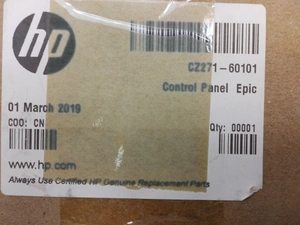 hp
CZ271-60101
Control Panel Epic
01 March 2019
COO: CN
Qty: 00001
www.hp.com
Always Use Certified HP Genuine Replacement Parts